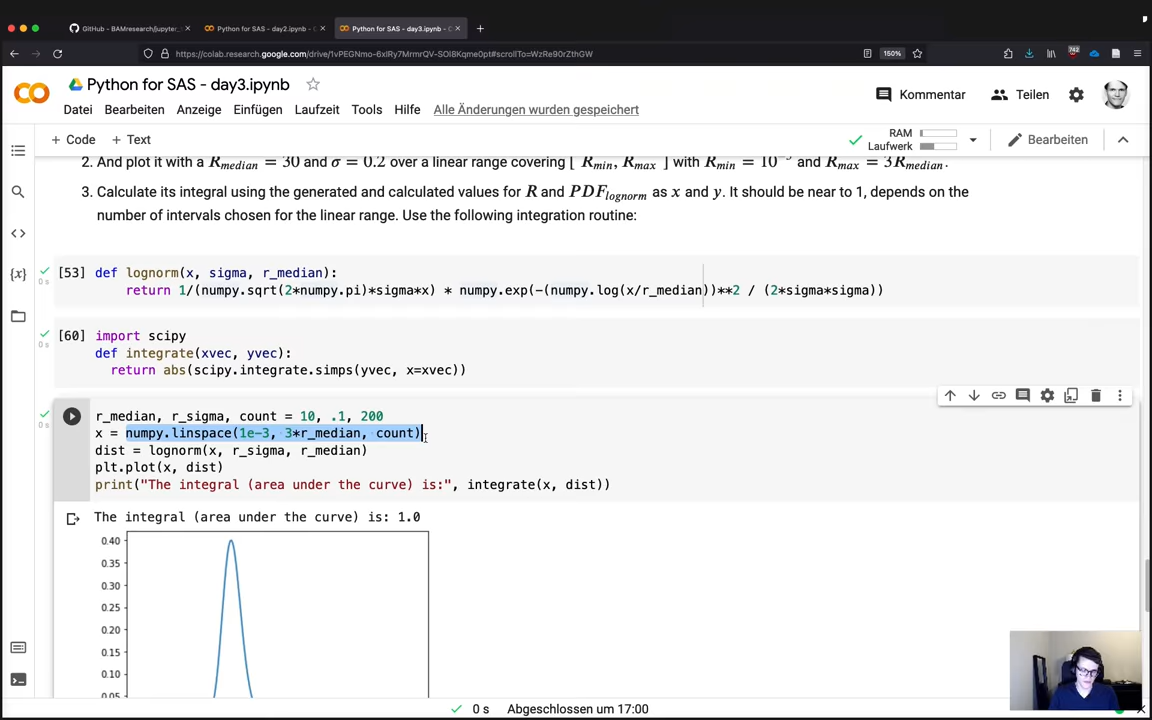 GitHub - BAMresearch/jupyter_
Python for SAS - day2.ipynb -
Python for SAS - day3.ipynb - C
https://colab.research.google.com/drive/1vPEGNmo-6xlRy7MrmrQV-SOl8Kqme0pt#scrollTo=WzRe90rZthGW
150%
Python for SAS - day3.ipynb
Datei Bearbeiten Anzeige Einfügen Laufzeit Tools Hilfe Alle Änderungen wurden gespeichert
Kommentar Teilen
+ Code + Text
RAM
Laufwerk
Bearbeiten
2. And plot it with a R_median = 30 and σ = 0.2 over a linear range covering [ R_min, R_max ] with R_min = 10^-3 and R_max = 3R_median.
3. Calculate its integral using the generated and calculated values for R and PDF_lognorm as x and y. It should be near to 1, depends on the
number of intervals chosen for the linear range. Use the following integration routine:
[53] def lognorm(x, sigma, r_median):
return 1/(numpy.sqrt(2*numpy.pi)*sigma*x) * numpy.exp(-(numpy.log(x/r_median))**2 / (2*sigma*sigma))
0 s
[60] import scipy
0 s
def integrate(xvec, yvec):
return abs(scipy.integrate.simps(yvec, x=xvec))
r_median, r_sigma, count = 10, .1, 200
0 s
x = numpy.linspace(1e-3, 3*r_median, count)
dist = lognorm(x, r_sigma, r_median)
plt.plot(x, dist)
print("The integral (area under the curve) is:", integrate(x, dist))
The integral (area under the curve) is: 1.0
0.40
0.35
0.30
0.25
0.20
0.15
0.10
0.05
0 s Abgeschlossen um 17:00